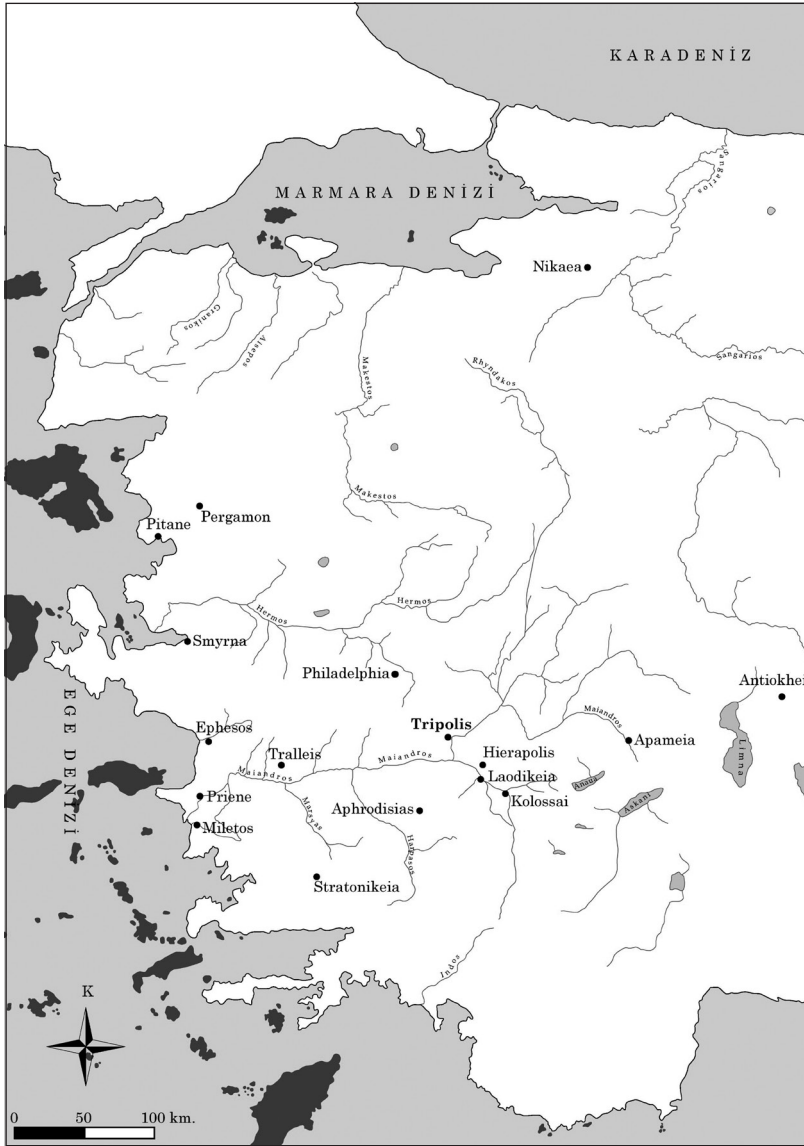 KARADENİZ
MARMARA DENİZİ
Sangarios
Nikaea
Granikos
Aisepos
Makestos
Rhyndakos
Sangarios
Makestos
Pergamon
Pitane
Hermos
Hermos
Smyrna
Philadelphia
Antiokhei
EGE DENİZİ
Ephesos
Tripolis
Maiandros
Apameia
Limna
Tralleis
Maiandros
Maiandros
Hierapolis
Laodikeia
Anaua
Kolossai
Askani
Priene
Marsyas
Aphrodisias
Miletos
Harpasos
Stratonikeia
Indos
K
0 50 100 km.